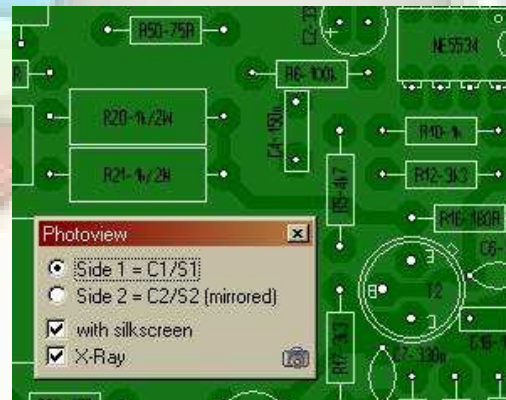 R50-75R
NE5534
R
R6-100k
R20-1k/2W
C4-150n
R10-1k
R21-1k/2W
R5-4k7
R12-3k3
R16-180R
Photoview
Side 1 = C1/S1
Side 2 = C2/S2 (mirrored)
with silkscreen
X-Ray
C6-
E
B
T2
C
R17-3k3
C7-330n